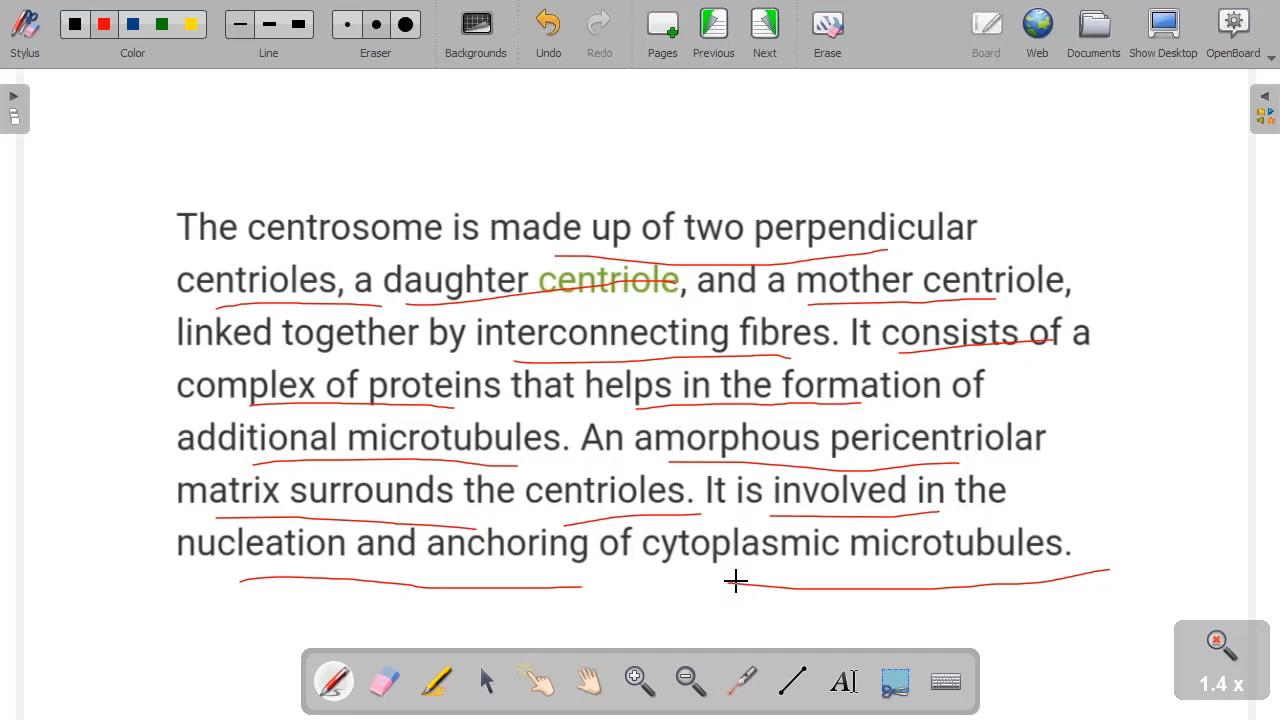 Stylus Color Line Eraser Backgrounds Undo Redo Pages Previous Next Erase Board Web Documents Show Desktop OpenBoard
The centrosome is made up of two perpendicular
centrioles, a daughter centriole, and a mother centriole,
linked together by interconnecting fibres. It consists of a
complex of proteins that helps in the formation of
additional microtubules. An amorphous pericentriolar
matrix surrounds the centrioles. It is involved in the
nucleation and anchoring of cytoplasmic microtubules.
AI
1.4 x